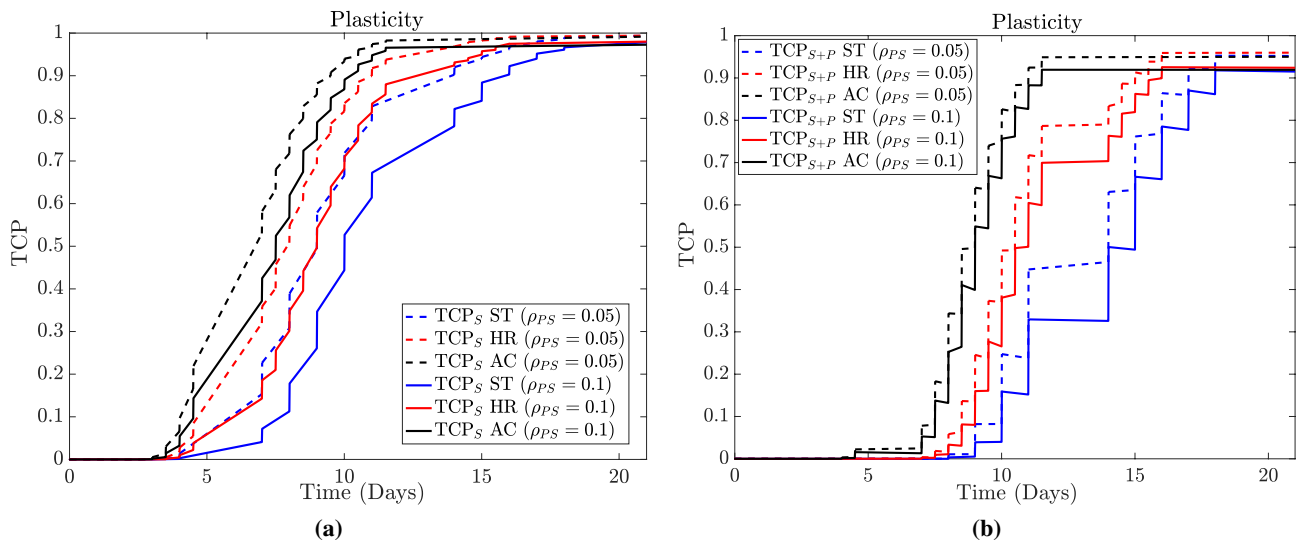 Plasticity
TCP
1
0.9
0.8
0.7
0.6
0.5
0.4
0.3
0.2
0.1
0
TCP_S ST (ρ_PS = 0.05)
TCP_S HR (ρ_PS = 0.05)
TCP_S AC (ρ_PS = 0.05)
TCP_S ST (ρ_PS = 0.1)
TCP_S HR (ρ_PS = 0.1)
TCP_S AC (ρ_PS = 0.1)
0 5 10 15 20
Time (Days)
(a)
Plasticity
TCP
1
0.9
0.8
0.7
0.6
0.5
0.4
0.3
0.2
0.1
0
TCP_S+P ST (ρ_PS = 0.05)
TCP_S+P HR (ρ_PS = 0.05)
TCP_S+P AC (ρ_PS = 0.05)
TCP_S+P ST (ρ_PS = 0.1)
TCP_S+P HR (ρ_PS = 0.1)
TCP_S+P AC (ρ_PS = 0.1)
0 5 10 15 20
Time (Days)
(b)